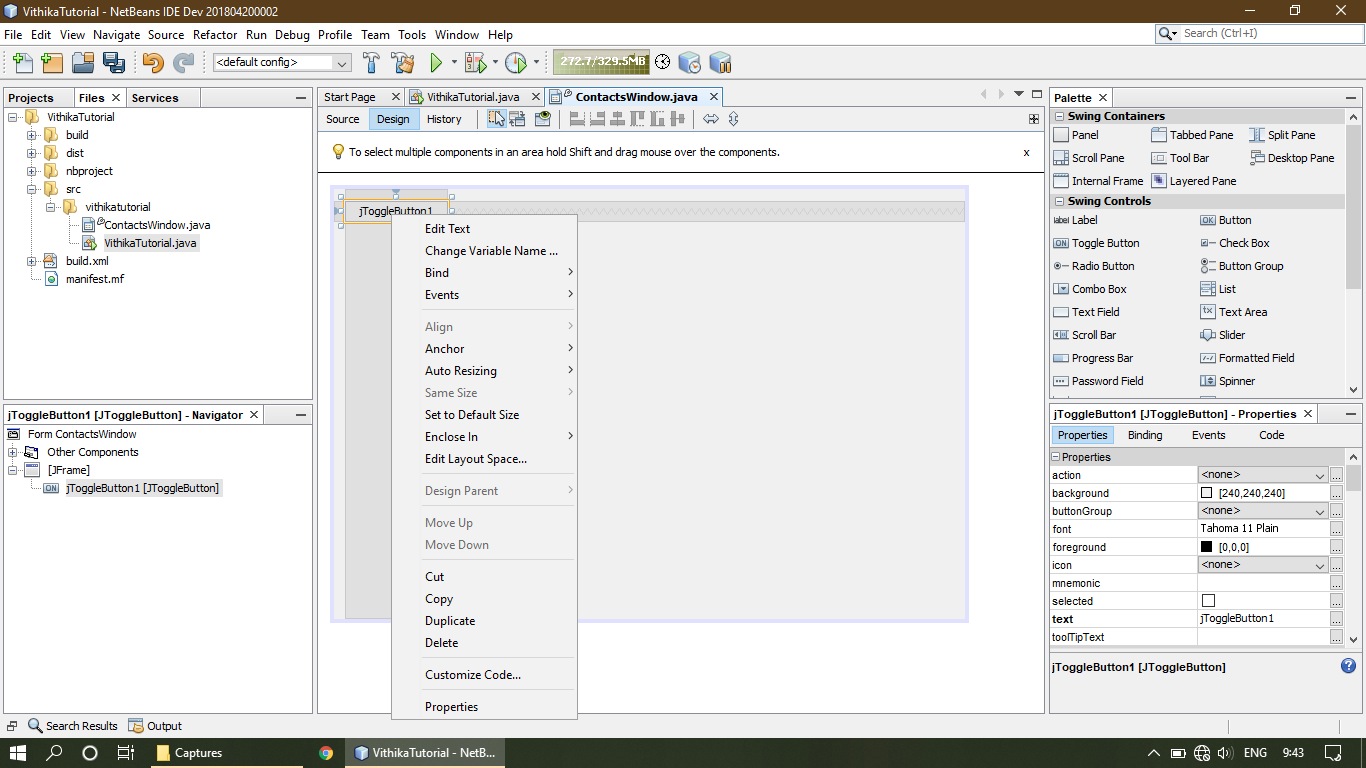 VithikaTutorial - NetBeans IDE Dev 201804200002
File Edit View Navigate Source Refactor Run Debug Profile Team Tools Window Help
Search (Ctrl+I)
<default config>
272.7/329.5MB
Projects Files Services
VithikaTutorial
build
dist
nbproject
src
vithikatutorial
ContactsWindow.java
VithikaTutorial.java
build.xml
manifest.mf
jToggleButton1 [JToggleButton] - Navigator
Form ContactsWindow
Other Components
[JFrame]
jToggleButton1 [JToggleButton]
Start Page VithikaTutorial.java ContactsWindow.java
Source Design History
To select multiple components in an area hold Shift and drag mouse over the components. x
jToggleButton1
Edit Text
Change Variable Name ...
Bind
Events
Align
Anchor
Auto Resizing
Same Size
Set to Default Size
Enclose In
Edit Layout Space...
Design Parent
Move Up
Move Down
Cut
Copy
Duplicate
Delete
Customize Code...
Properties
Palette
Swing Containers
Panel Tabbed Pane Split Pane
Scroll Pane Tool Bar Desktop Pane
Internal Frame Layered Pane
Swing Controls
label Label OK Button
ON Toggle Button Check Box
Radio Button Button Group
Combo Box List
Text Field Text Area
Scroll Bar Slider
Progress Bar Formatted Field
Password Field Spinner
jToggleButton1 [JToggleButton] - Properties
Properties Binding Events Code
Properties
action <none> ...
background [240,240,240] ...
buttonGroup <none> ...
font Tahoma 11 Plain ...
foreground [0,0,0] ...
icon <none> ...
mnemonic ...
selected ...
text jToggleButton1 ...
toolTipText ...
jToggleButton1 [JToggleButton]
Search Results Output
Captures VithikaTutorial - NetB... ENG 9:43